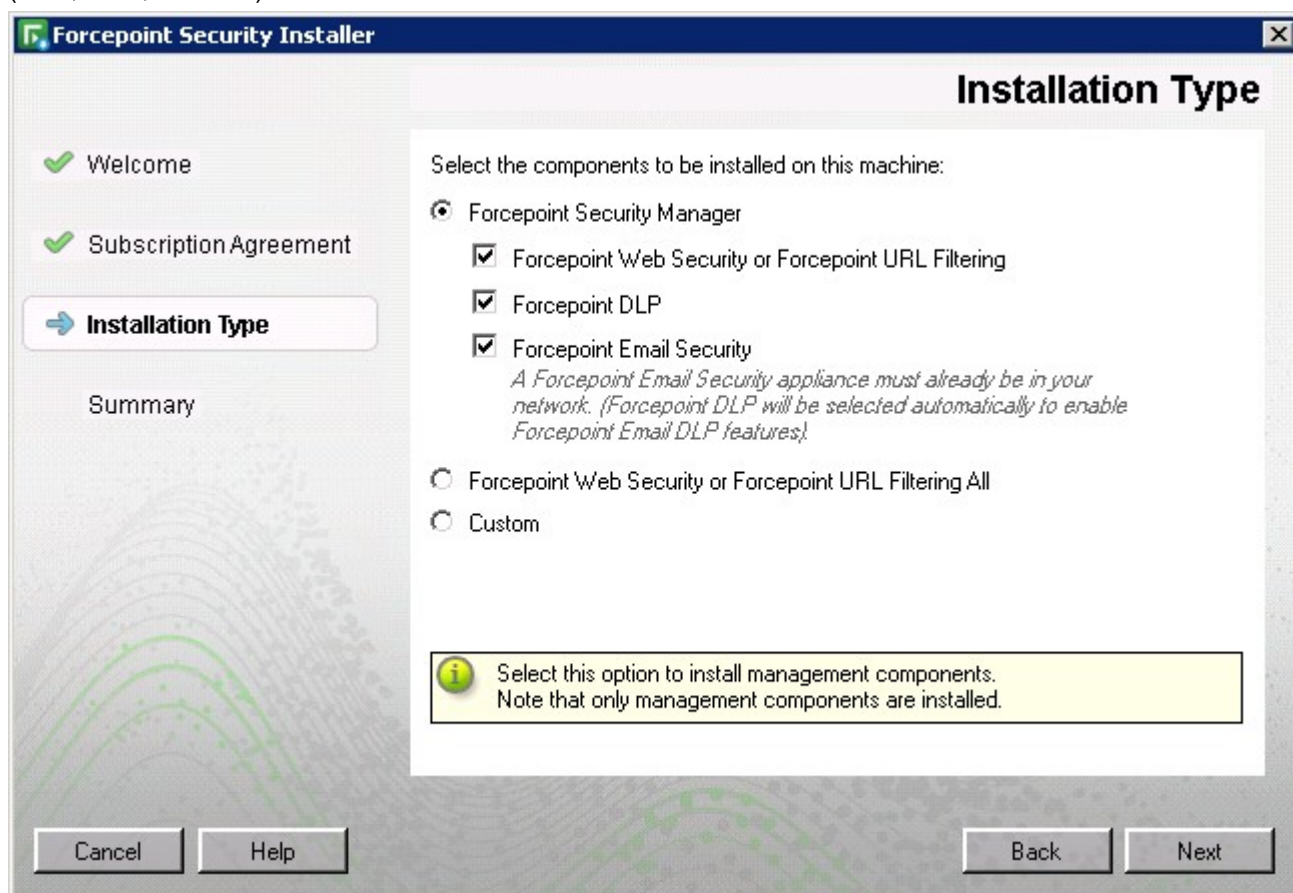 Forcepoint Security Installer
Installation Type
Welcome
Subscription Agreement
Installation Type
Summary
Select the components to be installed on this machine:
Forcepoint Security Manager
Forcepoint Web Security or Forcepoint URL Filtering
Forcepoint DLP
Forcepoint Email Security
A Forcepoint Email Security appliance must already be in your
network. (Forcepoint DLP will be selected automatically to enable
Forcepoint Email DLP features).
Forcepoint Web Security or Forcepoint URL Filtering All
Custom
Select this option to install management components.
Note that only management components are installed.
Cancel
Help
Back
Next